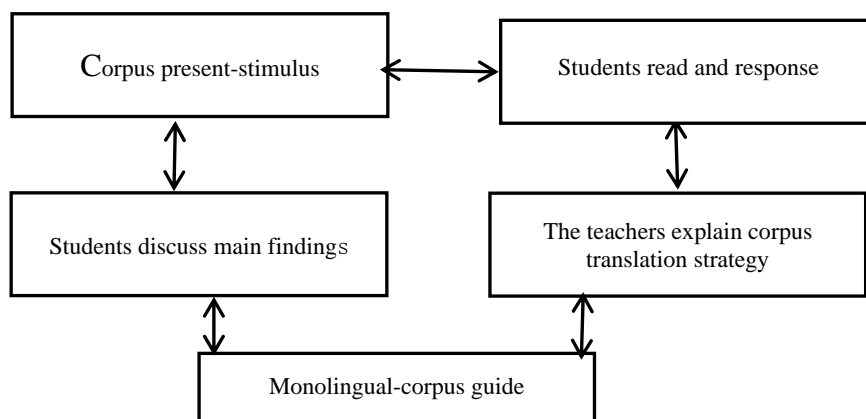 Corpus present-stimulus
Students read and response
Students discuss main findings
The teachers explain corpus
translation strategy
Monolingual-corpus guide